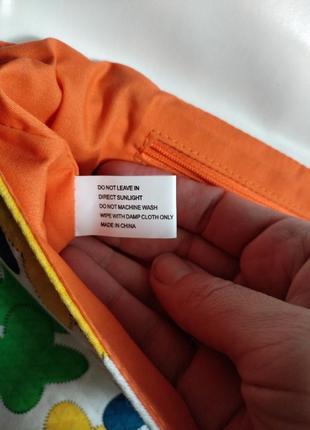 DO NOT LEAVE IN
DIRECT SUNLIGHT
DO NOT MACHINE WASH
WIPE WITH DAMP CLOTH ONLY
MADE IN CHINA